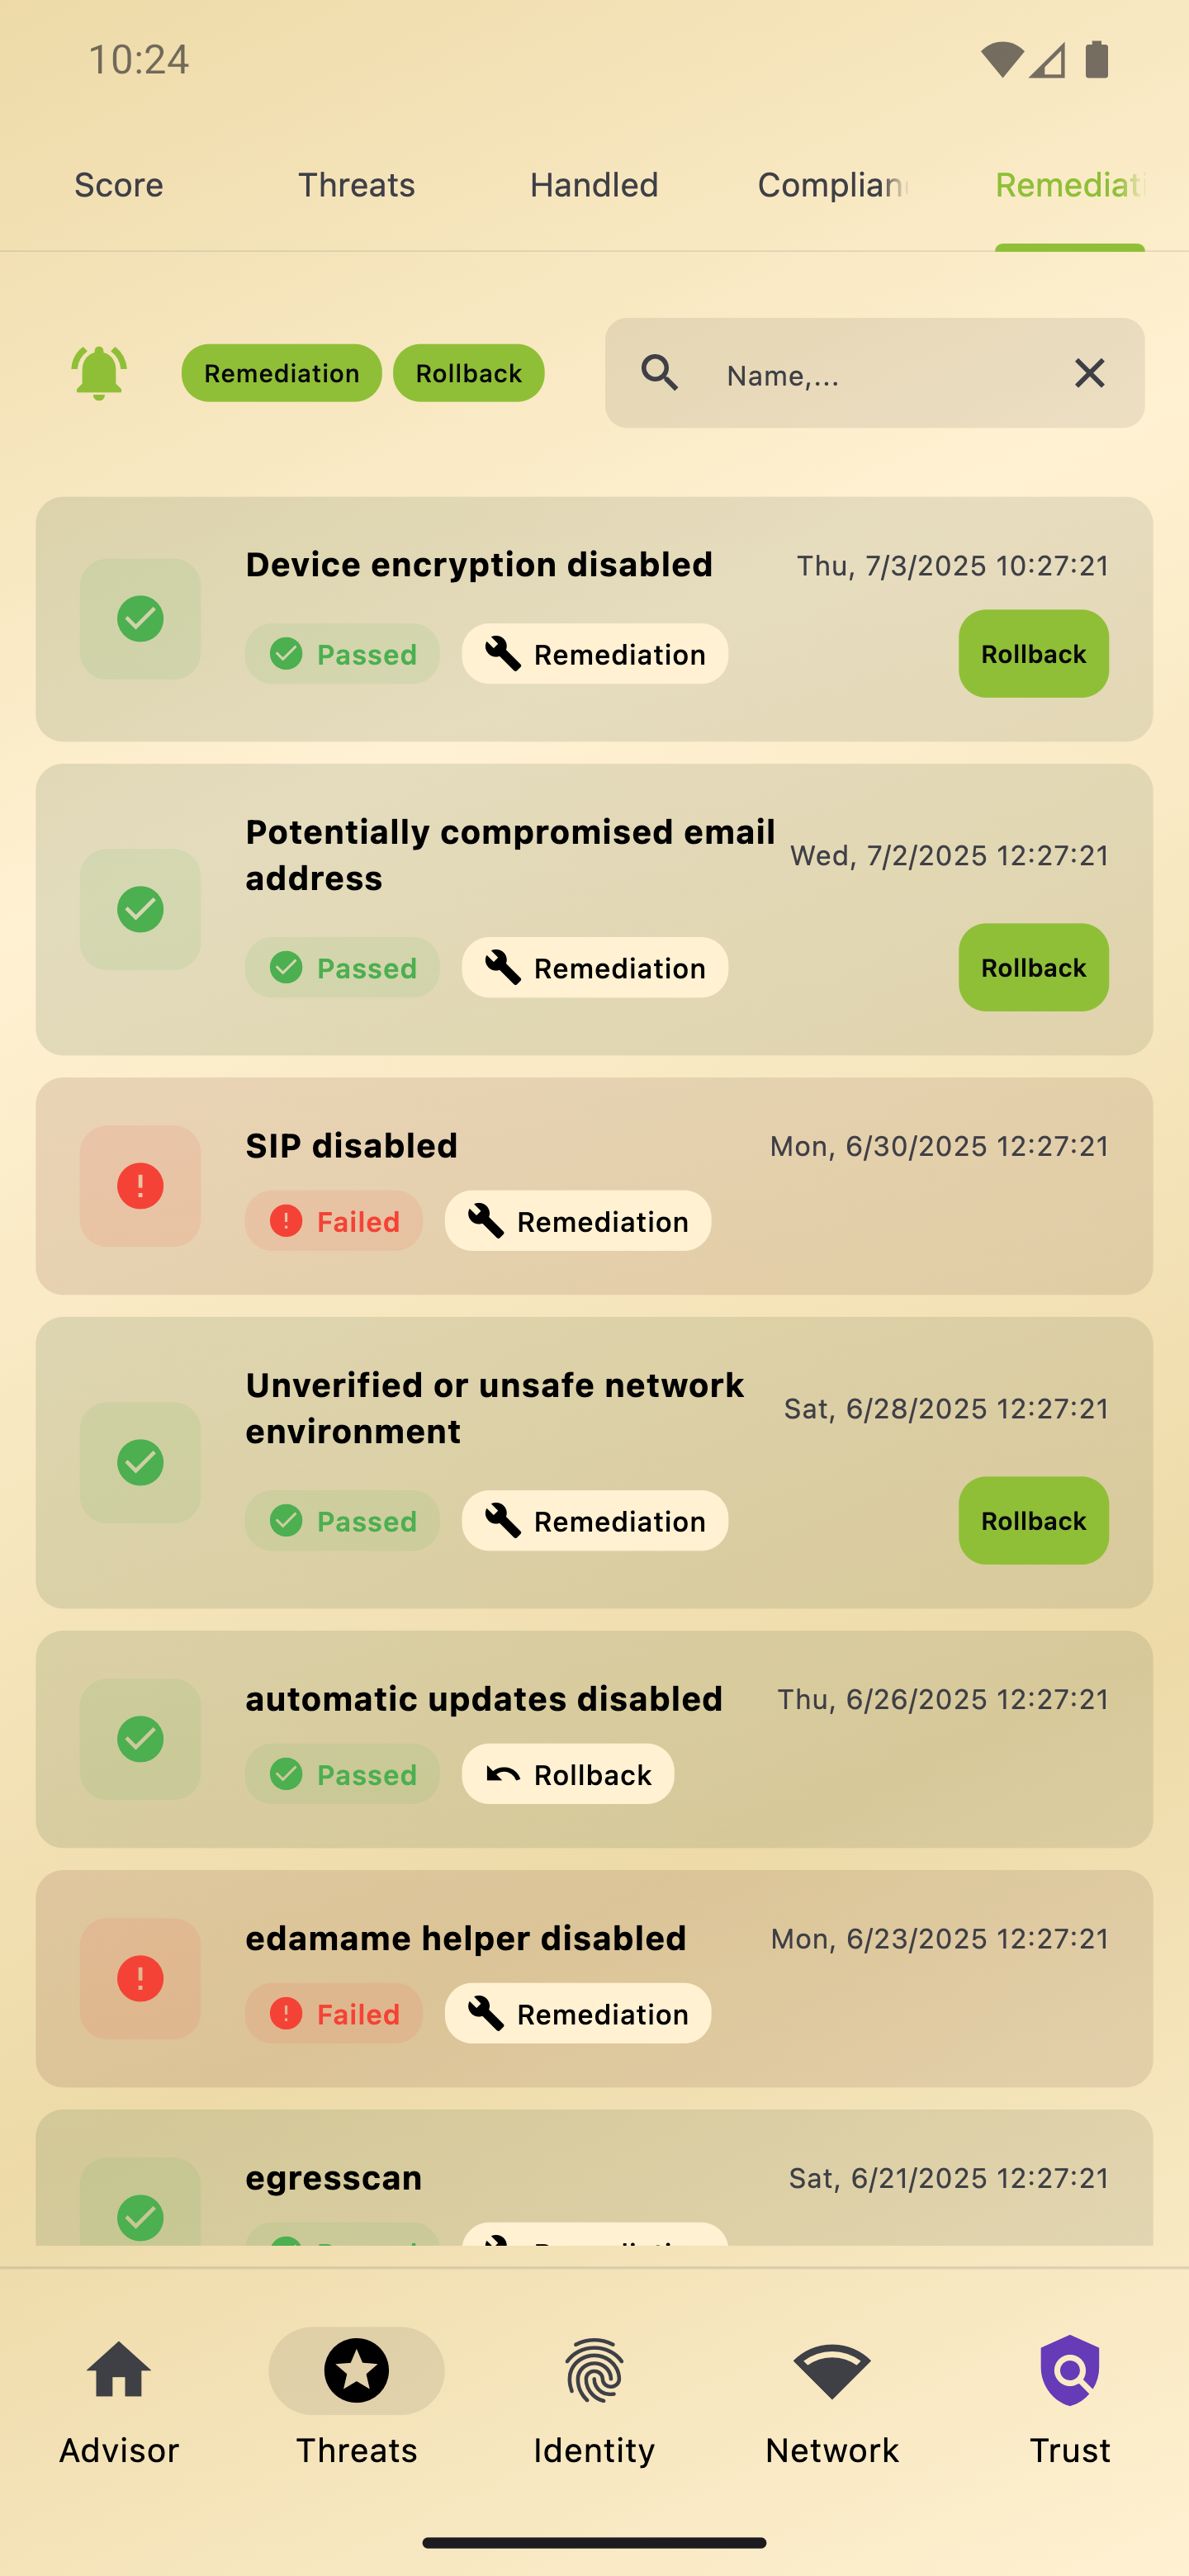 10:24
Score Threats Handled Complian Remediat
Remediation Rollback Name,...
Device encryption disabled Thu, 7/3/2025 10:27:21
Passed Remediation Rollback
Potentially compromised email
address
Wed, 7/2/2025 12:27:21
Passed Remediation Rollback
SIP disabled Mon, 6/30/2025 12:27:21
Failed Remediation
Unverified or unsafe network
environment
Sat, 6/28/2025 12:27:21
Passed Remediation Rollback
automatic updates disabled Thu, 6/26/2025 12:27:21
Passed Rollback
edamame helper disabled Mon, 6/23/2025 12:27:21
Failed Remediation
egresscan Sat, 6/21/2025 12:27:21
Advisor Threats Identity Network Trust